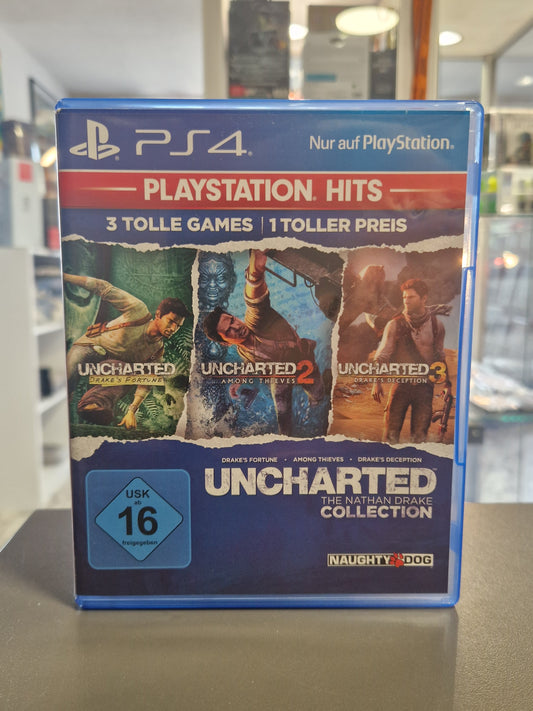 PS4
Nur auf PlayStation®
PLAYSTATION® HITS
3 TOLLE GAMES | 1 TOLLER PREIS
UNCHARTED
DRAKE'S FORTUNE
UNCHARTED 2
AMONG THIEVES
UNCHARTED 3
DRAKE'S DECEPTION
DRAKE'S FORTUNE • AMONG THIEVES • DRAKE'S DECEPTION
UNCHARTED™
THE NATHAN DRAKE
COLLECTION
USK
ab
16
freigegeben
NAUGHTY DOG